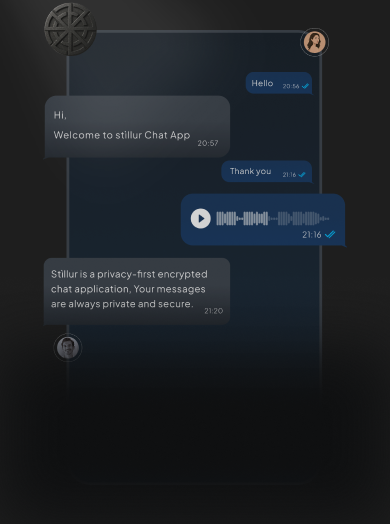 Hello
20:56
Hi,
Welcome to stillur Chat App
20:57
Thank you
21:16
21:16
Stillur is a privacy-first encrypted
chat application, Your messages
are always private and secure.
21:20